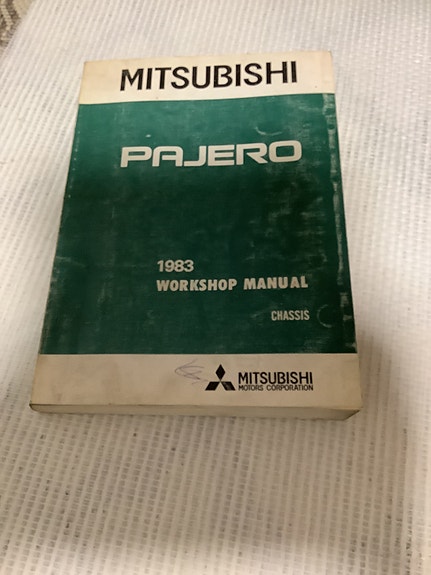 MITSUBISHI
PAJERO
1983
WORKSHOP MANUAL
CHASSIS
MITSUBISHI
MOTORS CORPORATION